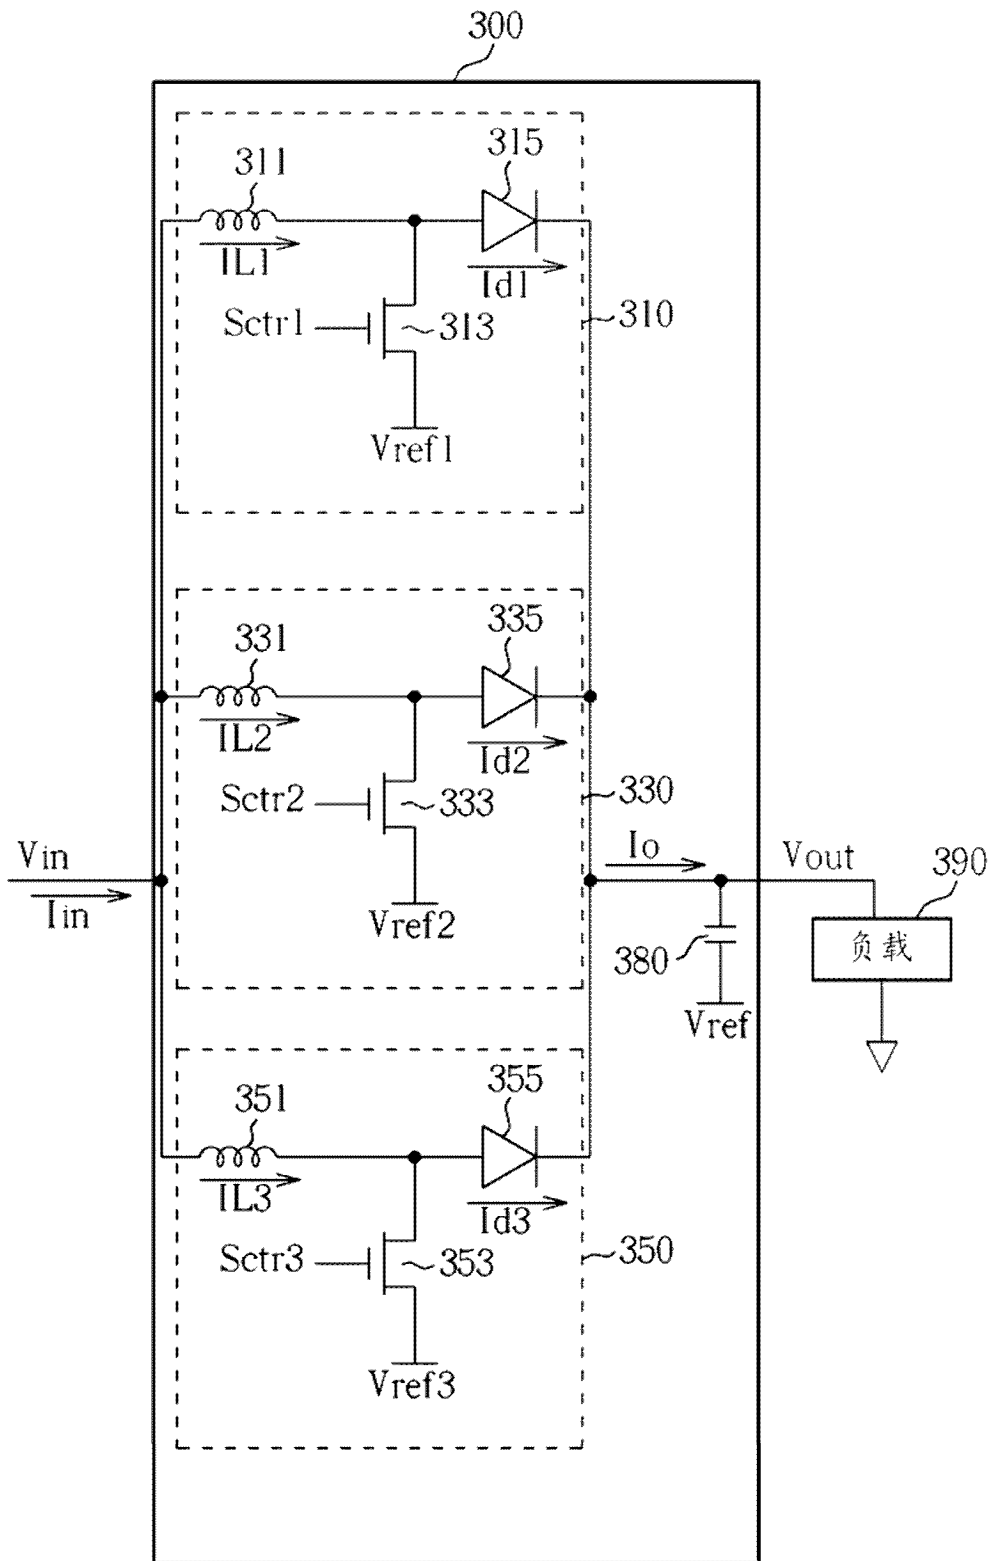 300
311
315
IL1
Id1
Sctr1
313
310
Vref1
331
335
IL2
Id2
Sctr2
333
330
Vin
Iin
Vref2
Io
Vout
390
380
负载
Vref
351
355
IL3
Id3
Sctr3
353
350
Vref3